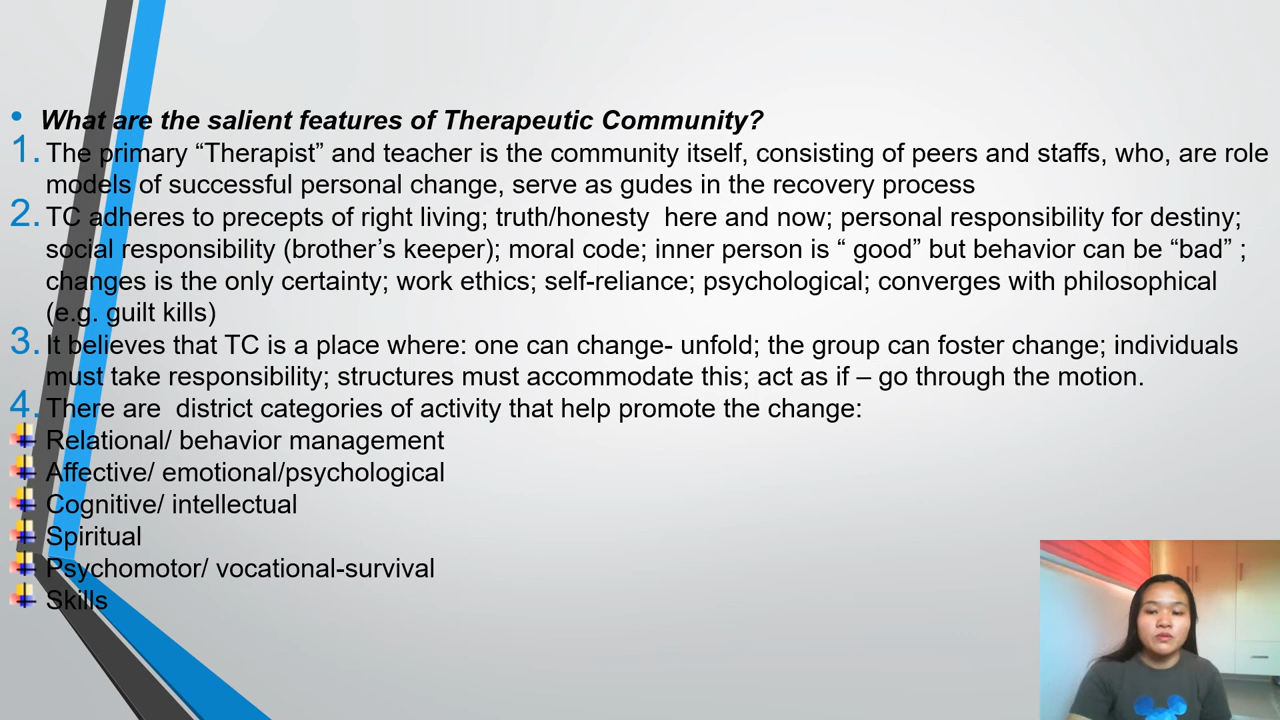 What are the salient features of Therapeutic Community?
1. The primary “Therapist” and teacher is the community itself, consisting of peers and staffs, who, are role
models of successful personal change, serve as gudes in the recovery process
2. TC adheres to precepts of right living; truth/honesty  here and now; personal responsibility for destiny;
social responsibility (brother’s keeper); moral code; inner person is “ good” but behavior can be “bad” ;
changes is the only certainty; work ethics; self-reliance; psychological; converges with philosophical
(e.g. guilt kills)
3. It believes that TC is a place where: one can change- unfold; the group can foster change; individuals
must take responsibility; structures must accommodate this; act as if – go through the motion.
4. There are  district categories of activity that help promote the change:
Relational/ behavior management
Affective/ emotional/psychological
Cognitive/ intellectual
Spiritual
Psychomotor/ vocational-survival
Skills